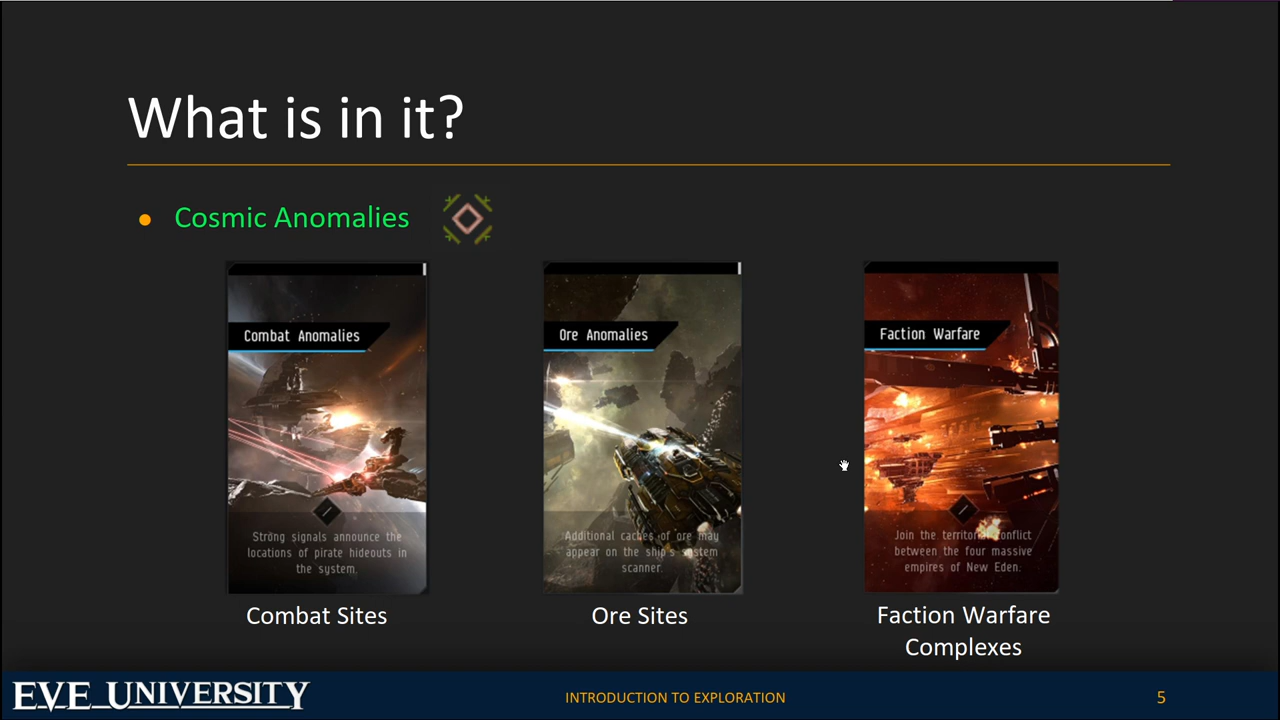 What is in it?
Cosmic Anomalies
Combat Anomalies
Strong signals announce the
locations of pirate hideouts in
the system.
Combat Sites
Ore Anomalies
Additional caches of ore may
appear on the ship's system
scanner.
Ore Sites
Faction Warfare
Join the territorial conflict
between the four massive
empires of New Eden.
Faction Warfare
Complexes
EVE UNIVERSITY
INTRODUCTION TO EXPLORATION
5